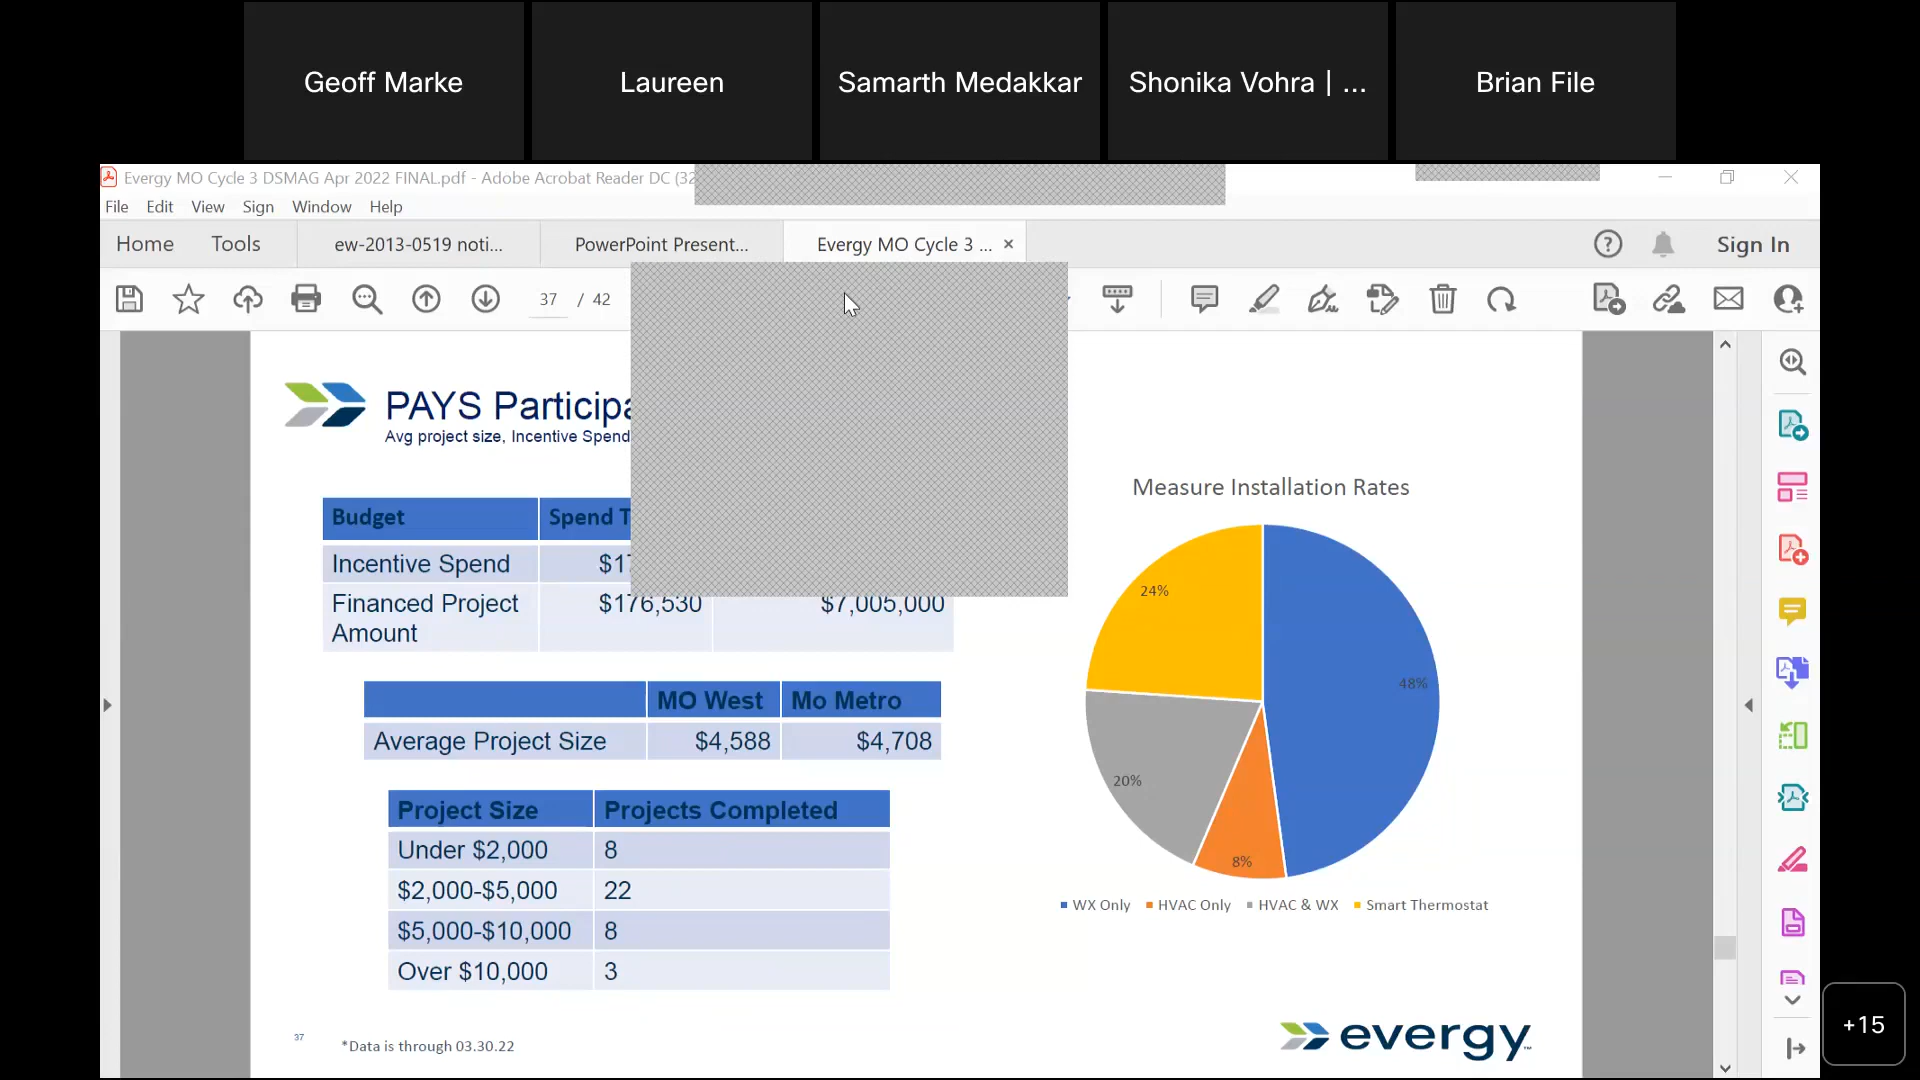 Geoff Marke
Laureen
Samarth Medakkar
Shonika Vohra | ...
Brian File
Evergy MO Cycle 3 DSMAG Apr 2022 FINAL.pdf - Adobe Acrobat Reader DC (32
File Edit View Sign Window Help
Home Tools ew-2013-0519 noti... PowerPoint Present... Evergy MO Cycle 3 ... × Sign In
37 / 42
PAYS Particip
Avg project size, Incentive Spend
Budget Spend T
Incentive Spend $17
Financed Project $176,530 $7,005,000
Amount
MO West Mo Metro
Average Project Size $4,588 $4,708
Project Size Projects Completed
Under $2,000 8
$2,000-$5,000 22
$5,000-$10,000 8
Over $10,000 3
Measure Installation Rates
24%
48%
20%
8%
WX Only HVAC Only HVAC & WX Smart Thermostat
37
*Data is through 03.30.22
evergy
+15